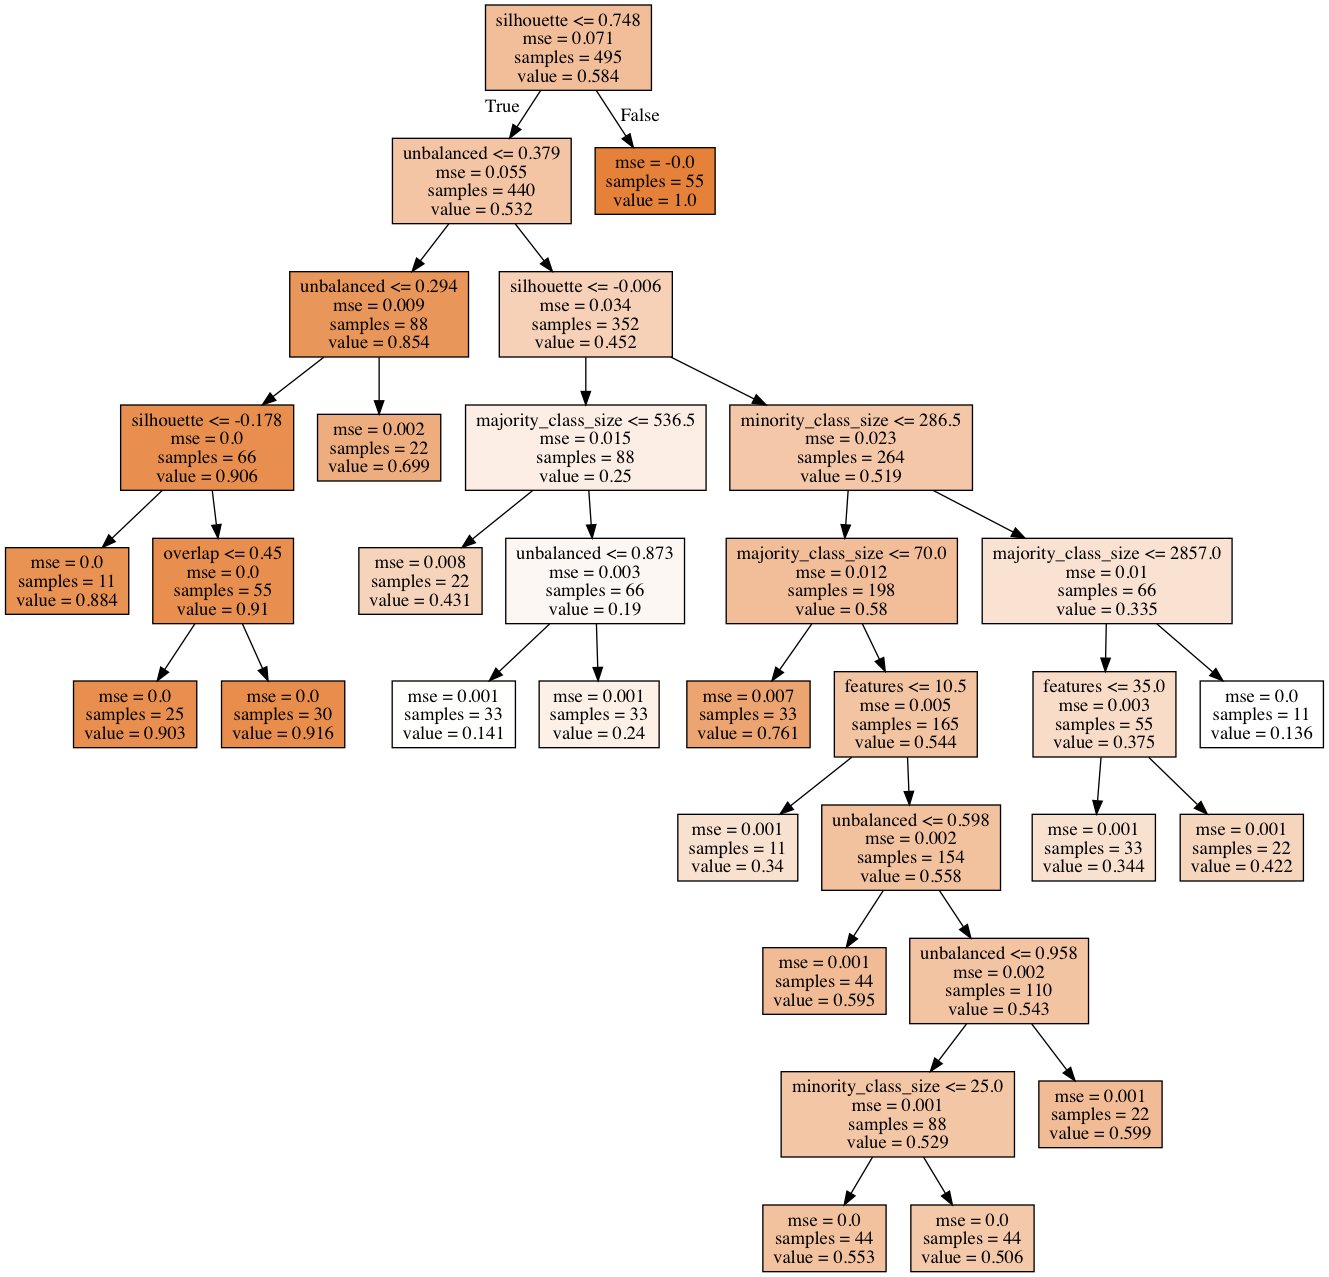 silhouette <= 0.748
mse = 0.071
samples = 495
value = 0.584
True
False
unbalanced <= 0.379
mse = 0.055
samples = 440
value = 0.532
mse = -0.0
samples = 55
value = 1.0
unbalanced <= 0.294
mse = 0.009
samples = 88
value = 0.854
silhouette <= -0.006
mse = 0.034
samples = 352
value = 0.452
silhouette <= -0.178
mse = 0.0
samples = 66
value = 0.906
mse = 0.002
samples = 22
value = 0.699
majority_class_size <= 536.5
mse = 0.015
samples = 88
value = 0.25
minority_class_size <= 286.5
mse = 0.023
samples = 264
value = 0.519
mse = 0.0
samples = 11
value = 0.884
overlap <= 0.45
mse = 0.0
samples = 55
value = 0.91
mse = 0.008
samples = 22
value = 0.431
unbalanced <= 0.873
mse = 0.003
samples = 66
value = 0.19
majority_class_size <= 70.0
mse = 0.012
samples = 198
value = 0.58
majority_class_size <= 2857.0
mse = 0.01
samples = 66
value = 0.335
mse = 0.0
samples = 25
value = 0.903
mse = 0.0
samples = 30
value = 0.916
mse = 0.001
samples = 33
value = 0.141
mse = 0.001
samples = 33
value = 0.24
mse = 0.007
samples = 33
value = 0.761
features <= 10.5
mse = 0.005
samples = 165
value = 0.544
features <= 35.0
mse = 0.003
samples = 55
value = 0.375
mse = 0.0
samples = 11
value = 0.136
mse = 0.001
samples = 11
value = 0.34
unbalanced <= 0.598
mse = 0.002
samples = 154
value = 0.558
mse = 0.001
samples = 33
value = 0.344
mse = 0.001
samples = 22
value = 0.422
mse = 0.001
samples = 44
value = 0.595
unbalanced <= 0.958
mse = 0.002
samples = 110
value = 0.543
minority_class_size <= 25.0
mse = 0.001
samples = 88
value = 0.529
mse = 0.001
samples = 22
value = 0.599
mse = 0.0
samples = 44
value = 0.553
mse = 0.0
samples = 44
value = 0.506